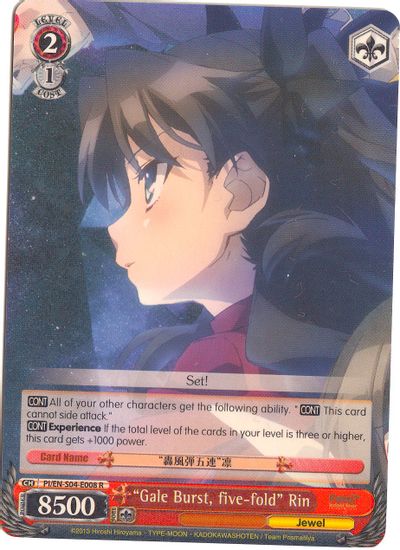 LEVEL
2
1
COST
Set!
CONT All of your other characters get the following ability. "CONT This card
cannot side attack."
CONT Experience If the total level of the cards in your level is three or higher,
this card gets +1000 power.
Card Name
“轟風弾五連”凛
CH PI/EN-S04-E008 R
8500
“Gale Burst, five-fold” Rin
Jewel
©2013 Hiroshi Hiroyama・TYPE-MOON・KADOKAWASHOTEN / Team Prismalliya